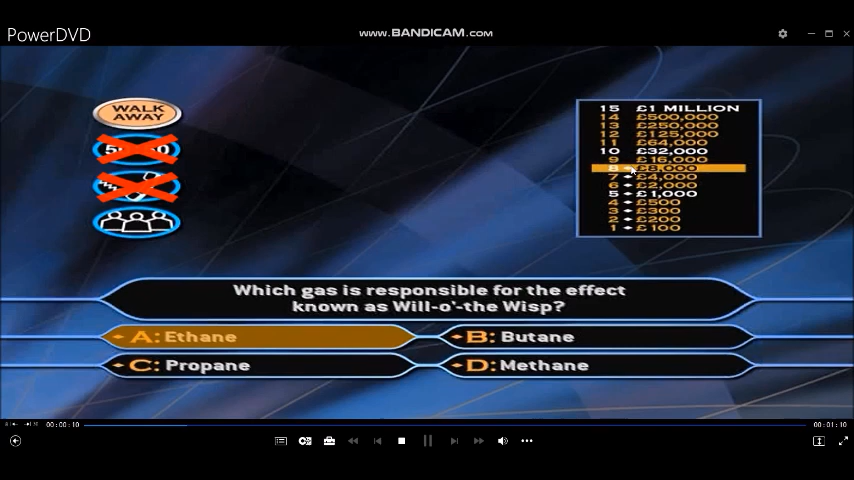 PowerDVD
www.BANDICAM.com
WALK
AWAY
15 £1 MILLION
14 £500,000
13 £250,000
12 £125,000
11 £64,000
10 £32,000
9 £16,000
8 £8,000
7 £4,000
6 £2,000
5 £1,000
4 £500
3 £300
2 £200
1 £100
Which gas is responsible for the effect
known as Will-o'-the Wisp?
A: Ethane
B: Butane
C: Propane
D: Methane
00:00:10
00:01:10